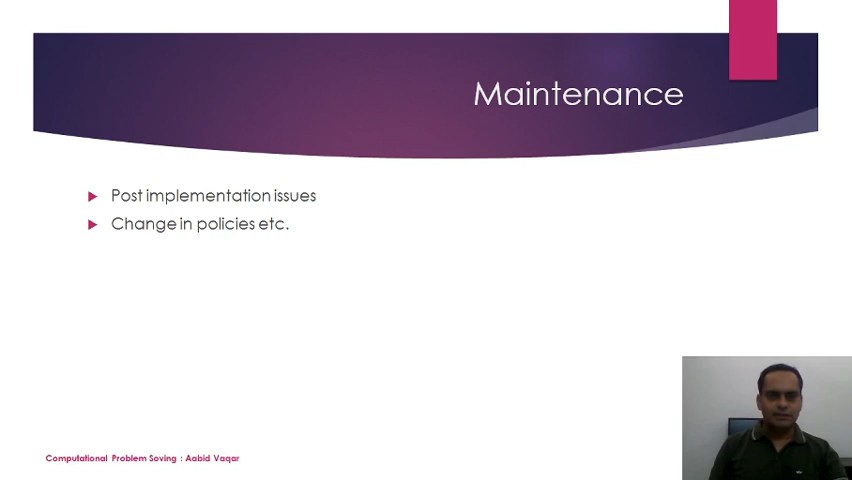 Maintenance
Post implementation issues
Change in policies etc.
Computational Problem Soving : Aabid Vaqar